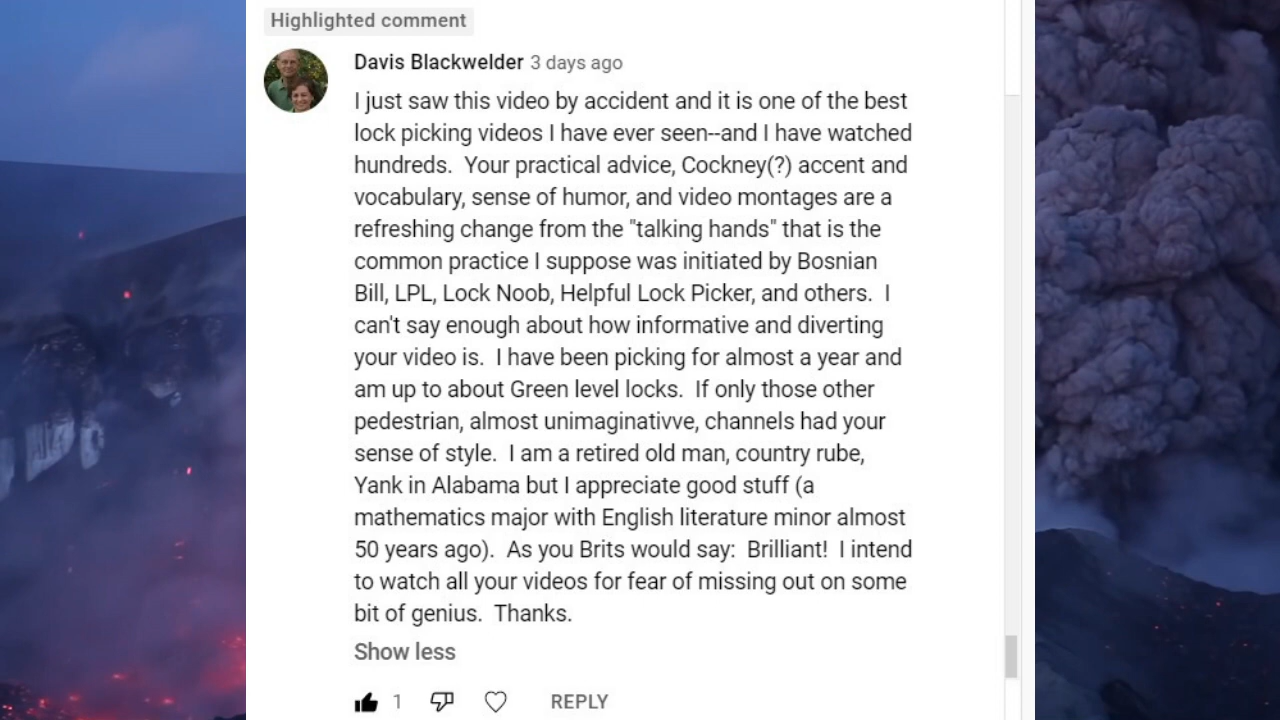 Highlighted comment
Davis Blackwelder 3 days ago
I just saw this video by accident and it is one of the best
lock picking videos I have ever seen--and I have watched
hundreds.  Your practical advice, Cockney(?) accent and
vocabulary, sense of humor, and video montages are a
refreshing change from the "talking hands" that is the
common practice I suppose was initiated by Bosnian
Bill, LPL, Lock Noob, Helpful Lock Picker, and others.  I
can't say enough about how informative and diverting
your video is.  I have been picking for almost a year and
am up to about Green level locks.  If only those other
pedestrian, almost unimaginativve, channels had your
sense of style.  I am a retired old man, country rube,
Yank in Alabama but I appreciate good stuff (a
mathematics major with English literature minor almost
50 years ago).  As you Brits would say:  Brilliant!  I intend
to watch all your videos for fear of missing out on some
bit of genius.  Thanks.
Show less
1 REPLY